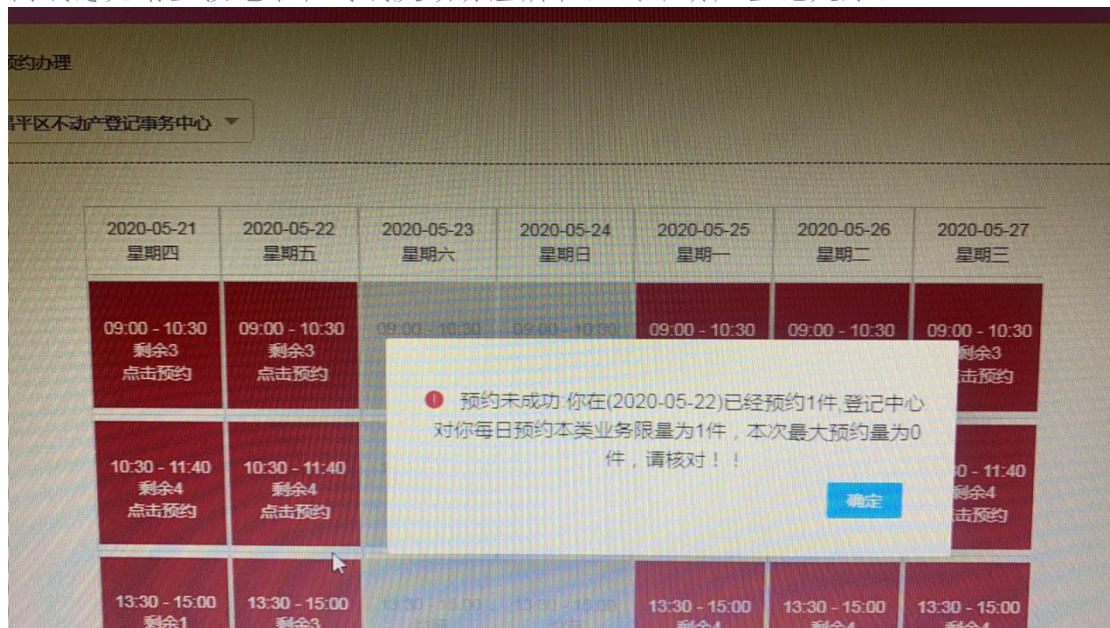 预约办理
昌平区不动产登记事务中心
2020-05-21 2020-05-22 2020-05-23 2020-05-24 2020-05-25 2020-05-26 2020-05-27
星期四 星期五 星期六 星期日 星期一 星期二 星期三
09:00 - 10:30 09:00 - 10:30 09:00 - 10:30 09:00 - 10:30 09:00 - 10:30 09:00 - 10:30 09:00 - 10:30
剩余3 剩余3 剩余3
点击预约 点击预约 击预约
预约未成功:你在(2020-05-22)已经预约1件,登记中心
对你每日预约本类业务限量为1件，本次最大预约量为0
件，请核对！！
确定
10:30 - 11:40 10:30 - 11:40 0 - 11:40
剩余4 剩余4 剩余4
点击预约 点击预约 击预约
13:30 - 15:00 13:30 - 15:00 13:30 - 15:00 13:30 - 15:00 13:30 - 15:00 13:30 - 15:00 13:30 - 15:00
剩余1 剩余3 剩余4 剩余4 剩余4